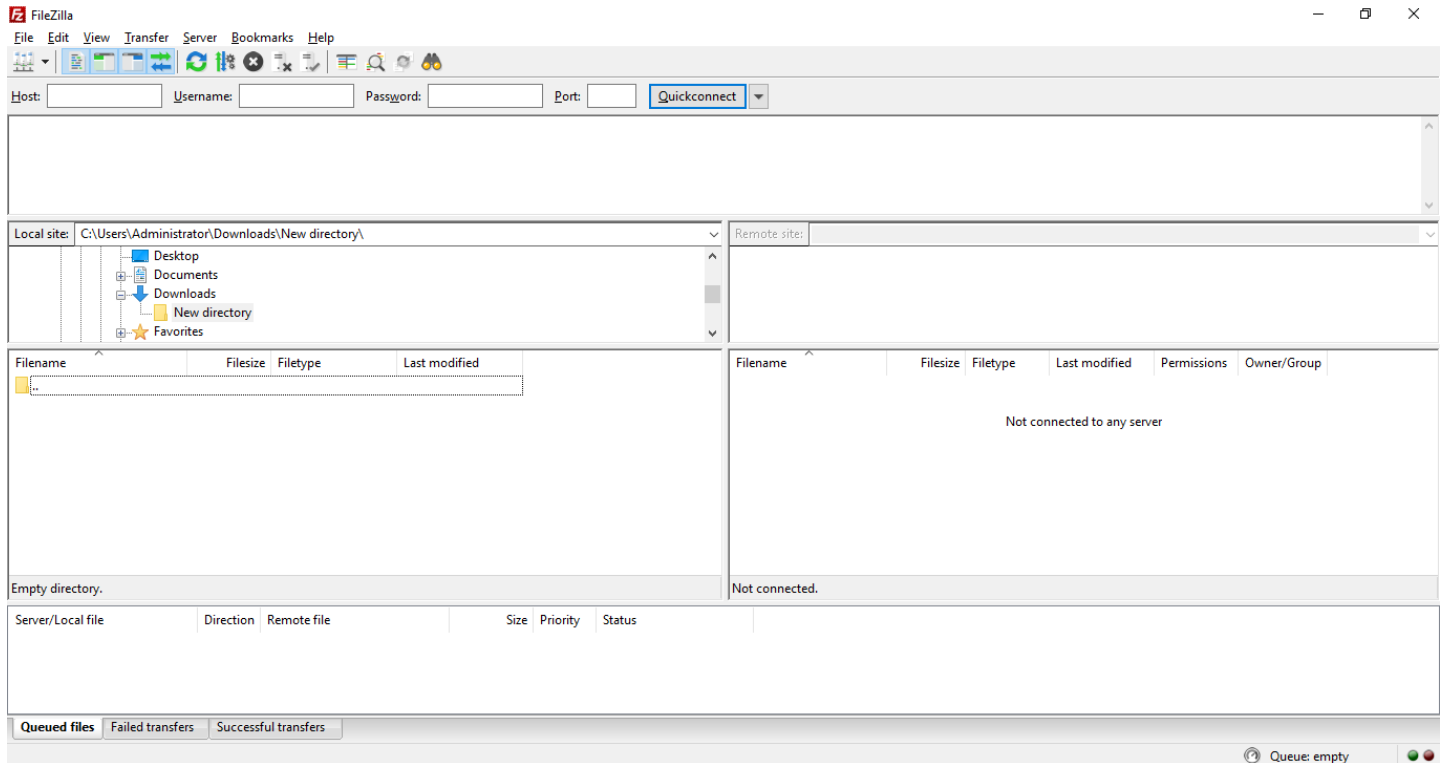 FileZilla
File Edit View Transfer Server Bookmarks Help
Host: Username: Password: Port: Quickconnect
Local site: C:\Users\Administrator\Downloads\New directory\
Remote site:
Desktop
Documents
Downloads
New directory
Favorites
Filename Filesize Filetype Last modified
..
Empty directory.
Filename Filesize Filetype Last modified Permissions Owner/Group
Not connected to any server
Not connected.
Server/Local file Direction Remote file Size Priority Status
Queued files Failed transfers Successful transfers
Queue: empty